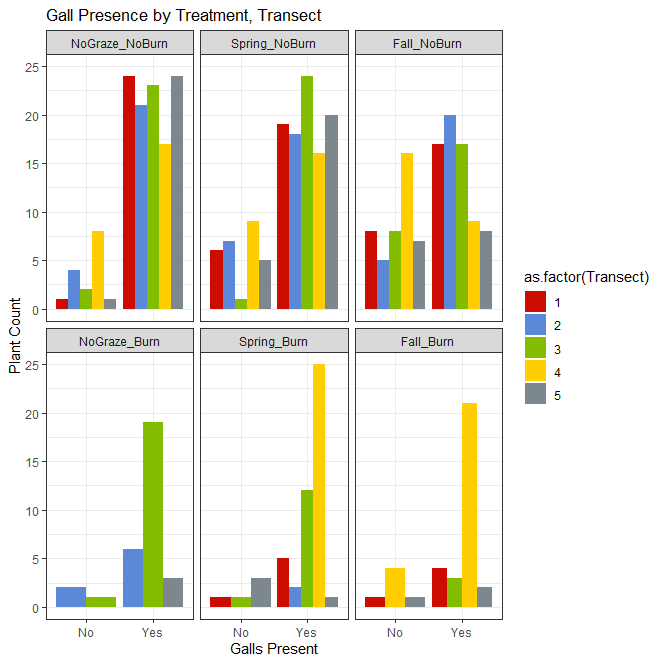 Gall Presence by Treatment, Transect
NoGraze_NoBurn
Spring_NoBurn
Fall_NoBurn
25
20
15
10
5
0
NoGraze_Burn
Spring_Burn
Fall_Burn
25
20
15
10
5
0
No
Yes
No
Yes
No
Yes
Galls Present
Plant Count
as.factor(Transect)
1
2
3
4
5